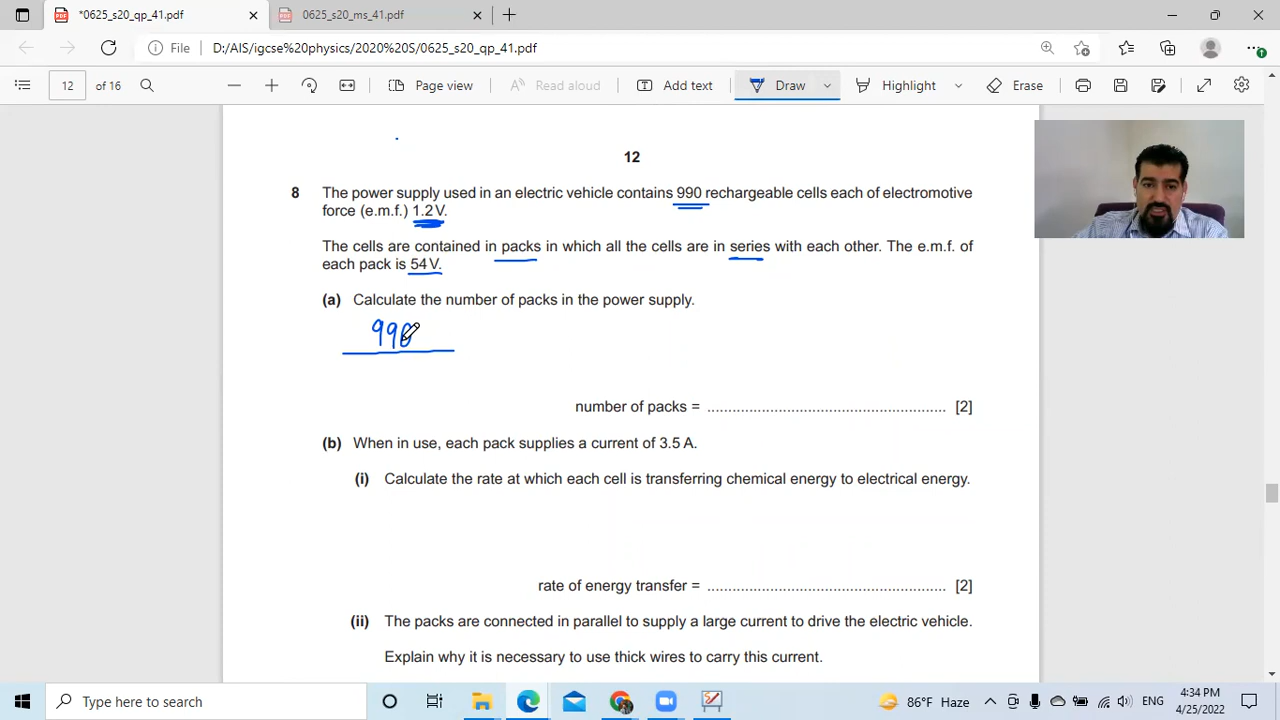 *0625_s20_qp_41.pdf
0625_s20_ms_41.pdf
File D:/AIS/igcse%20physics/2020%20S/0625_s20_qp_41.pdf
12 of 16
Page view
Read aloud
Add text
Draw
Highlight
Erase
12
8 The power supply used in an electric vehicle contains 990 rechargeable cells each of electromotive
force (e.m.f.) 1.2V.
The cells are contained in packs in which all the cells are in series with each other. The e.m.f. of
each pack is 54V.
(a) Calculate the number of packs in the power supply.
990
number of packs = ......................................................... [2]
(b) When in use, each pack supplies a current of 3.5A.
(i) Calculate the rate at which each cell is transferring chemical energy to electrical energy.
rate of energy transfer = ......................................................... [2]
(ii) The packs are connected in parallel to supply a large current to drive the electric vehicle.
Explain why it is necessary to use thick wires to carry this current.
Type here to search
86°F Haze
ENG
4:34 PM
4/25/2022